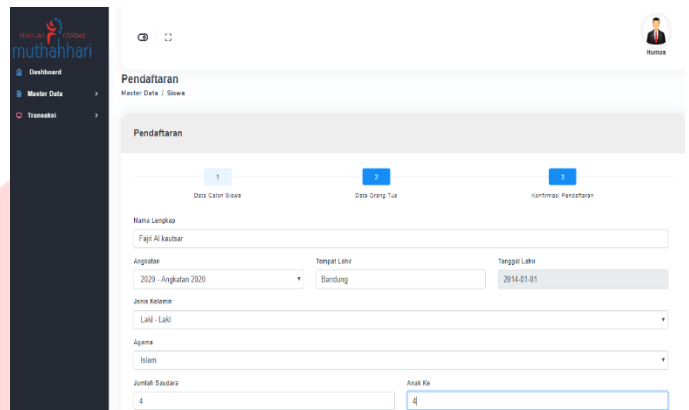 SEKOLAH CERDAS
muthahhari
Humas
Dashboard
Master Data
Transaksi
Pendaftaran
Master Data / Siswa
Pendaftaran
1 2 3
Data Calon Siswa Data Orang Tua Konfirmasi Pendaftaran
Nama Lengkap
Fajri Al kautsar
Angkatan Tempat Lahir Tanggal Lahir
2020 - Angkatan 2020 Bandung 2014-01-01
Jenis Kelamin
Laki - Laki
Agama
Islam
Jumlah Saudara Anak Ke
4 4